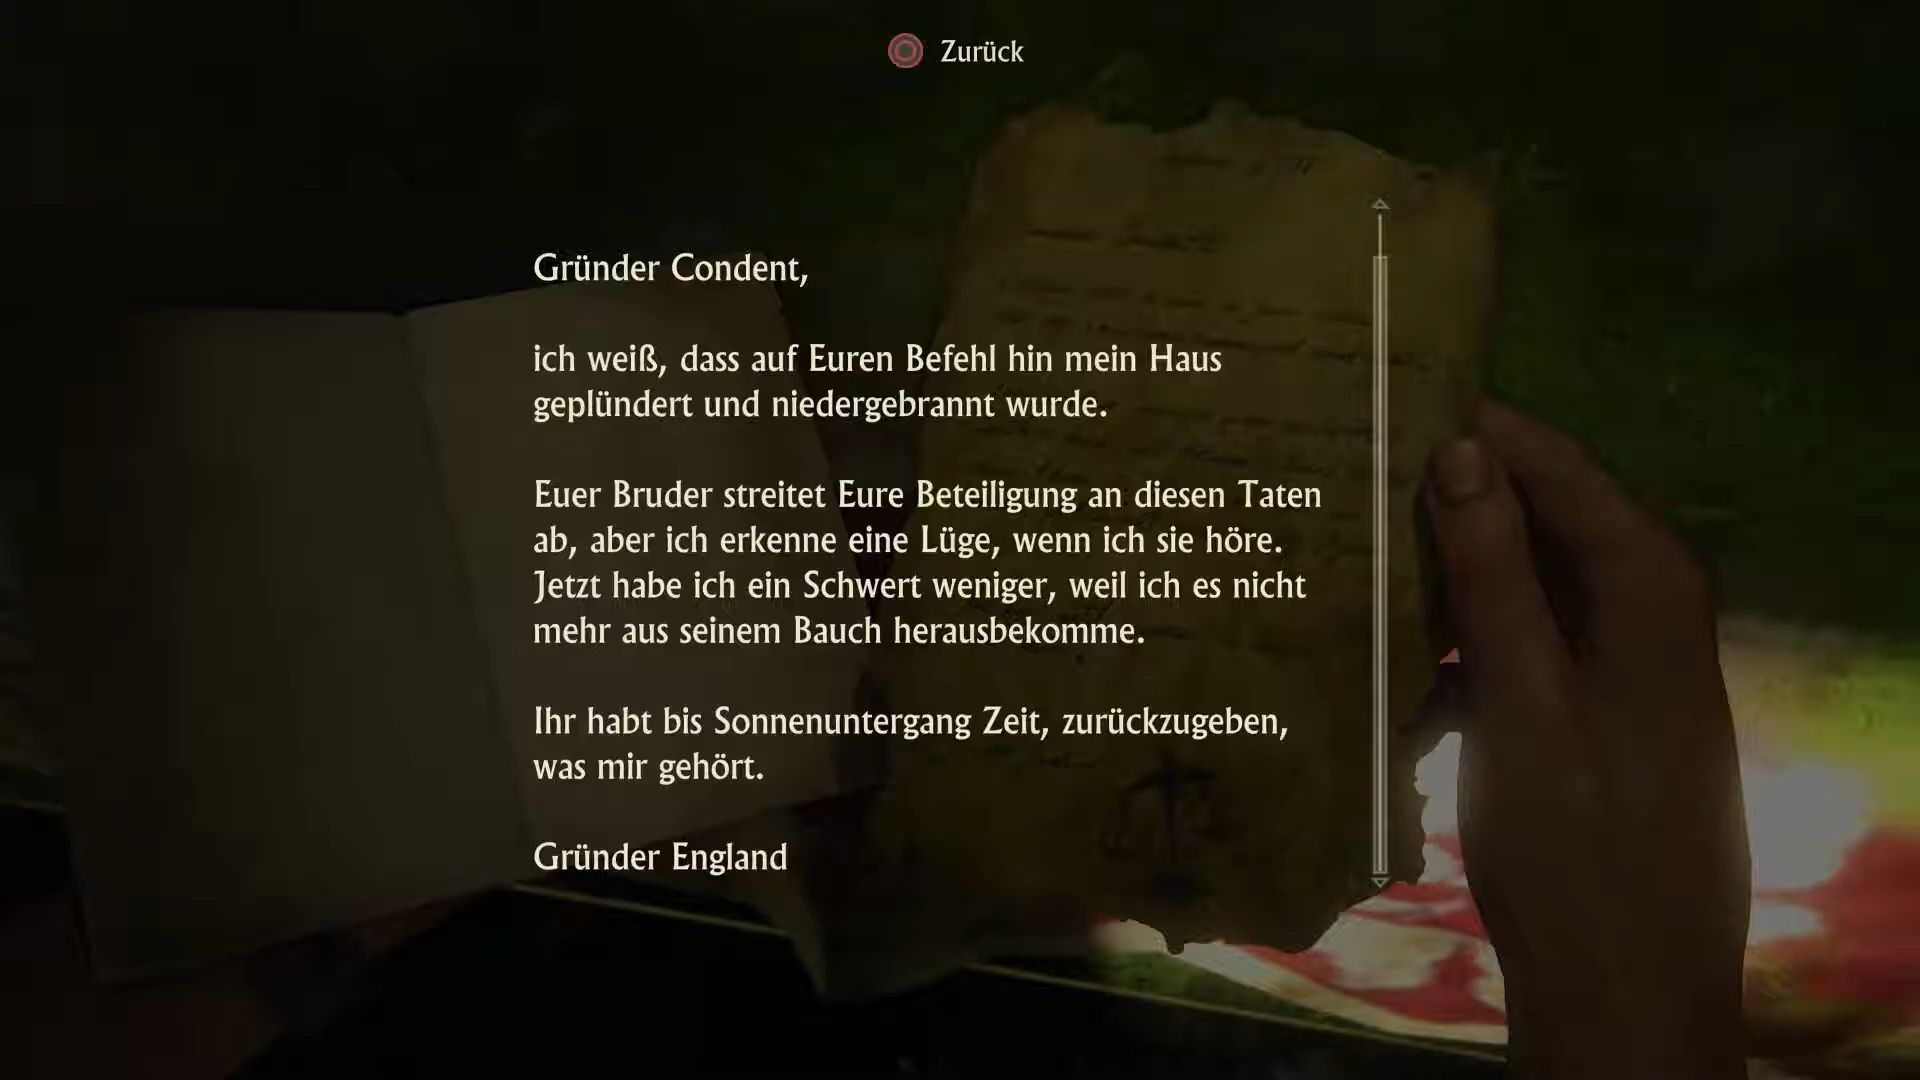 Zurück
Gründer Condent,
ich weiß, dass auf Euren Befehl hin mein Haus
geplündert und niedergebrannt wurde.
Euer Bruder streitet Eure Beteiligung an diesen Taten
ab, aber ich erkenne eine Lüge, wenn ich sie höre.
Jetzt habe ich ein Schwert weniger, weil ich es nicht
mehr aus seinem Bauch herausbekomme.
Ihr habt bis Sonnenuntergang Zeit, zurückzugeben,
was mir gehört.
Gründer England